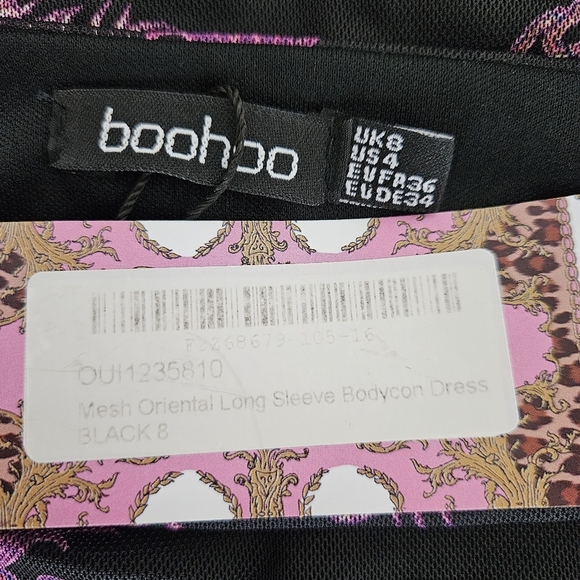 boohoo
UK8
US4
EUFR36
EUDE34
OUI1235810
Mesh Oriental Long Sleeve Bodycon Dress
BLACK 8